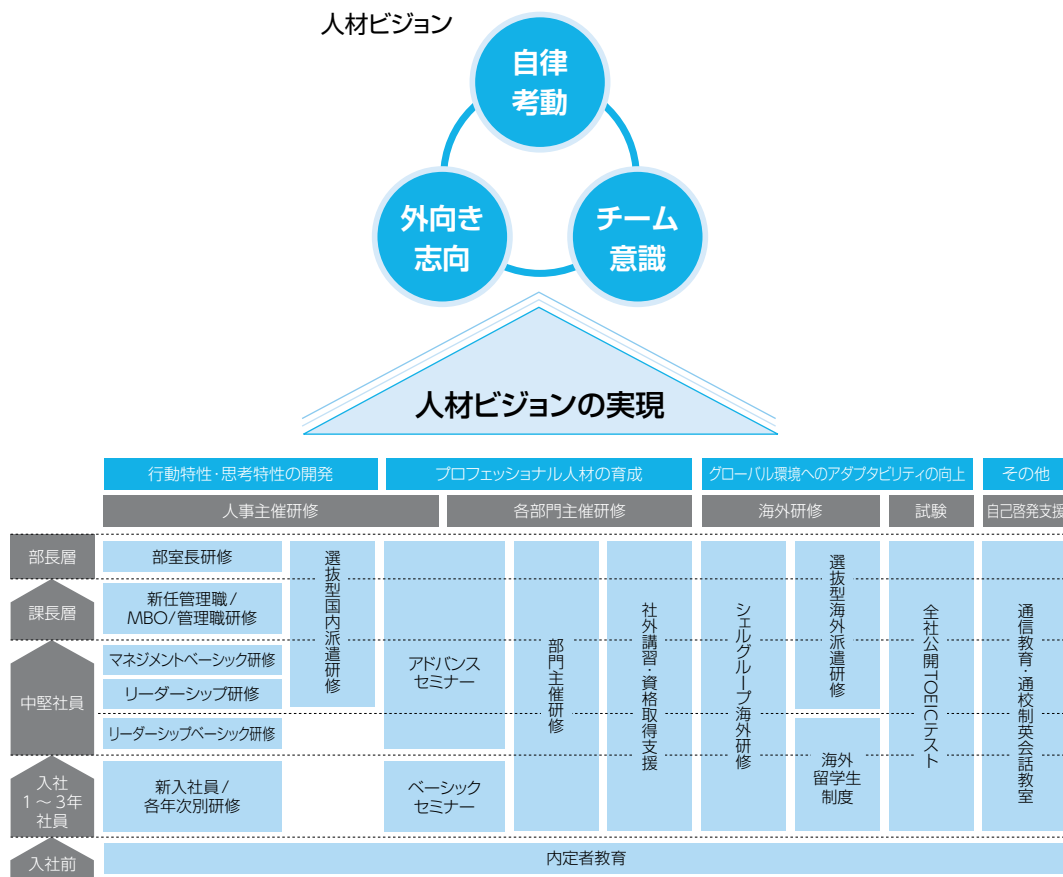 人材ビジョン
自律
考動
外向き
志向
チーム
意識
人材ビジョンの実現
行動特性・思考特性の開発
プロフェッショナル人材の育成
グローバル環境へのアダプタビリティの向上
その他
人事主催研修
各部門主催研修
海外研修
試験
自己啓発支援
部長層
部室長研修
課長層
新任管理職/
MBO/管理職研修
中堅社員
マネジメントベーシック研修
リーダーシップ研修
リーダーシップベーシック研修
入社
1～3年
社員
新入社員/
各年次別研修
選抜型国内派遣研修
アドバンス
セミナー
ベーシック
セミナー
部門主催研修
社外講習・資格取得支援
シェルグループ海外研修
選抜型海外派遣研修
海外
留学生
制度
全社公開TOEICテスト
通信教育・通校制英会話教室
入社前
内定者教育